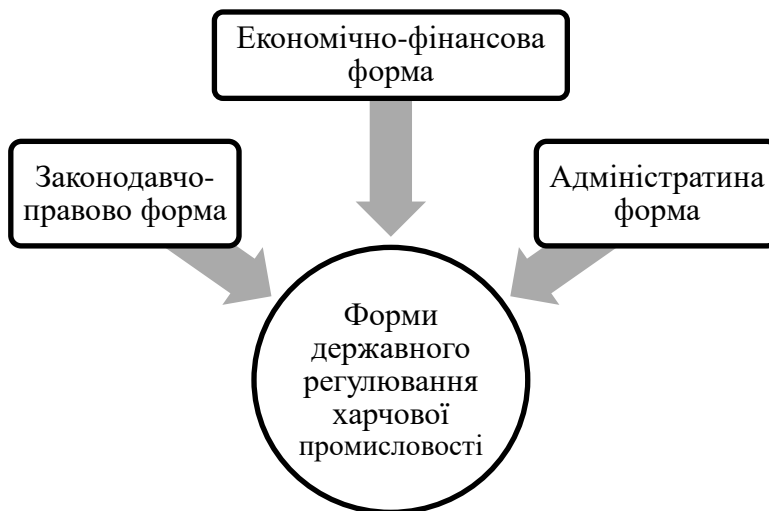 Економічно-фінансова
форма
Законодавчо-
правово форма
Адміністратина
форма
Форми
державного
регулювання
харчової
промисловості